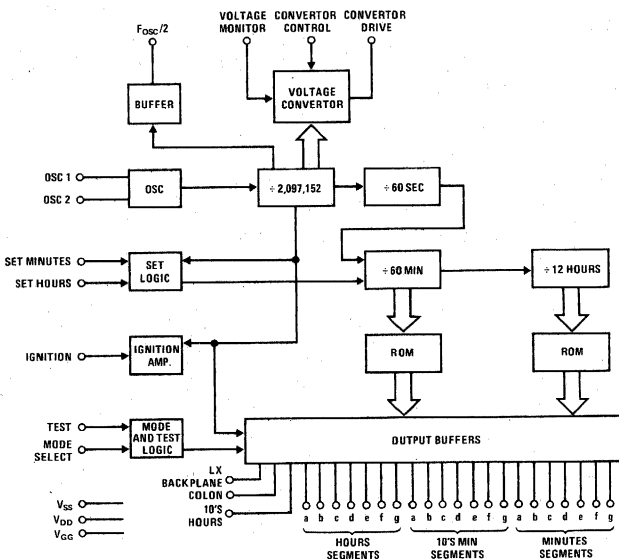 VOLTAGE MONITOR
CONVERTOR CONTROL
CONVERTOR DRIVE
FOSC/2
BUFFER
VOLTAGE CONVERTOR
OSC 1
OSC 2
OSC
÷ 2,097,152
÷ 60 SEC
SET MINUTES
SET HOURS
SET LOGIC
÷ 60 MIN
÷ 12 HOURS
IGNITION
IGNITION AMP.
ROM
ROM
TEST
MODE SELECT
MODE AND TEST LOGIC
OUTPUT BUFFERS
LX BACKPLANE
COLON
10'S HOURS
VSS
VDD
VGG
a b c d e f g a b c d e f g a b c d e f g
HOURS SEGMENTS
10'S MIN SEGMENTS
MINUTES SEGMENTS